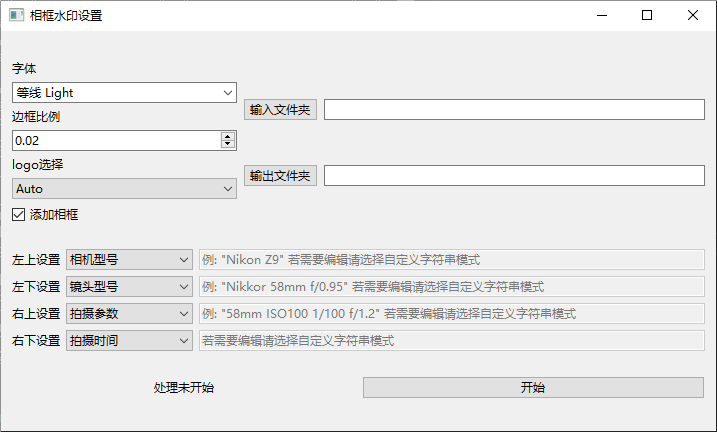 相框水印设置
字体
等线 Light
边框比例
输入文件夹
0.02
logo选择
输出文件夹
Auto
添加相框
左上设置 相机型号 例: "Nikon Z9" 若需要编辑请选择自定义字符串模式
左下设置 镜头型号 例: "Nikkor 58mm f/0.95" 若需要编辑请选择自定义字符串模式
右上设置 拍摄参数 例: "58mm ISO100 1/100 f/1.2" 若需要编辑请选择自定义字符串模式
右下设置 拍摄时间 若需要编辑请选择自定义字符串模式
处理未开始 开始